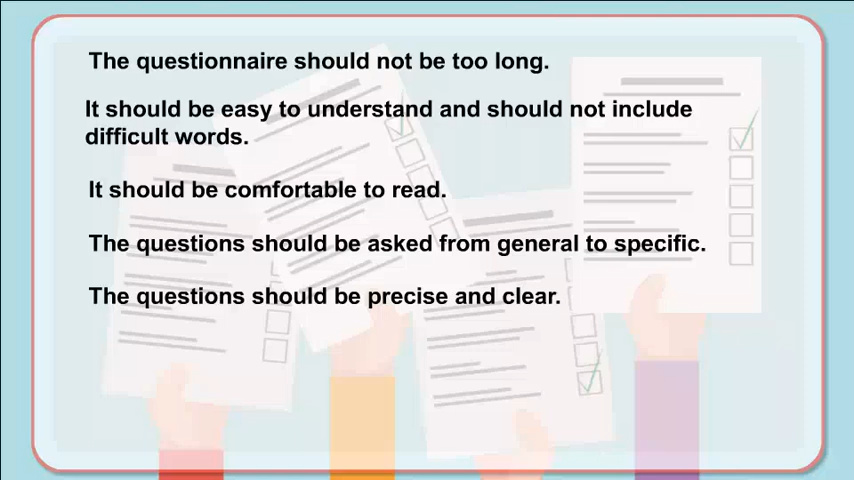 The questionnaire should not be too long.
It should be easy to understand and should not include
difficult words.
It should be comfortable to read.
The questions should be asked from general to specific.
The questions should be precise and clear.